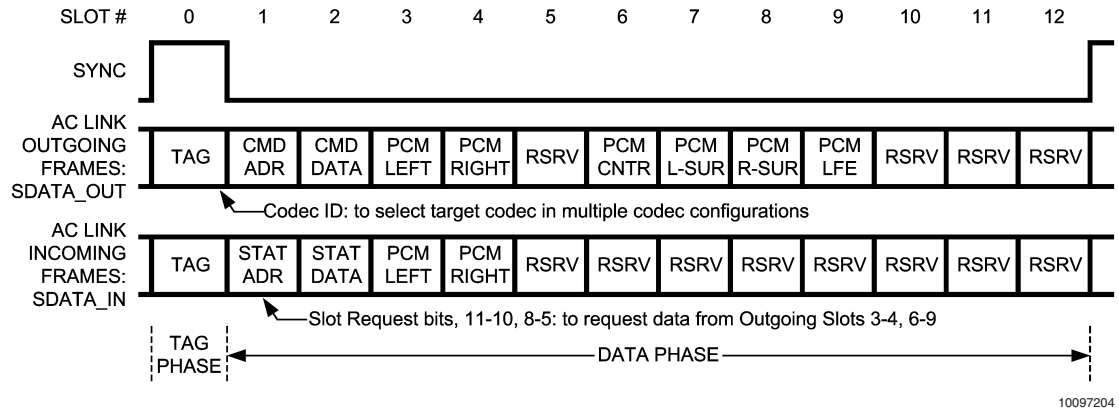 SLOT # 0 1 2 3 4 5 6 7 8 9 10 11 12
SYNC
AC LINK
OUTGOING
FRAMES:
SDATA_OUT
TAG
CMD
ADR
CMD
DATA
PCM
LEFT
PCM
RIGHT
RSRV
PCM
CNTR
PCM
L-SUR
PCM
R-SUR
PCM
LFE
RSRV
RSRV
RSRV
Codec ID: to select target codec in multiple codec configurations
AC LINK
INCOMING
FRAMES:
SDATA_IN
TAG
STAT
ADR
STAT
DATA
PCM
LEFT
PCM
RIGHT
RSRV
RSRV
RSRV
RSRV
RSRV
RSRV
RSRV
RSRV
Slot Request bits, 11-10, 8-5: to request data from Outgoing Slots 3-4, 6-9
TAG
PHASE
DATA PHASE
10097204